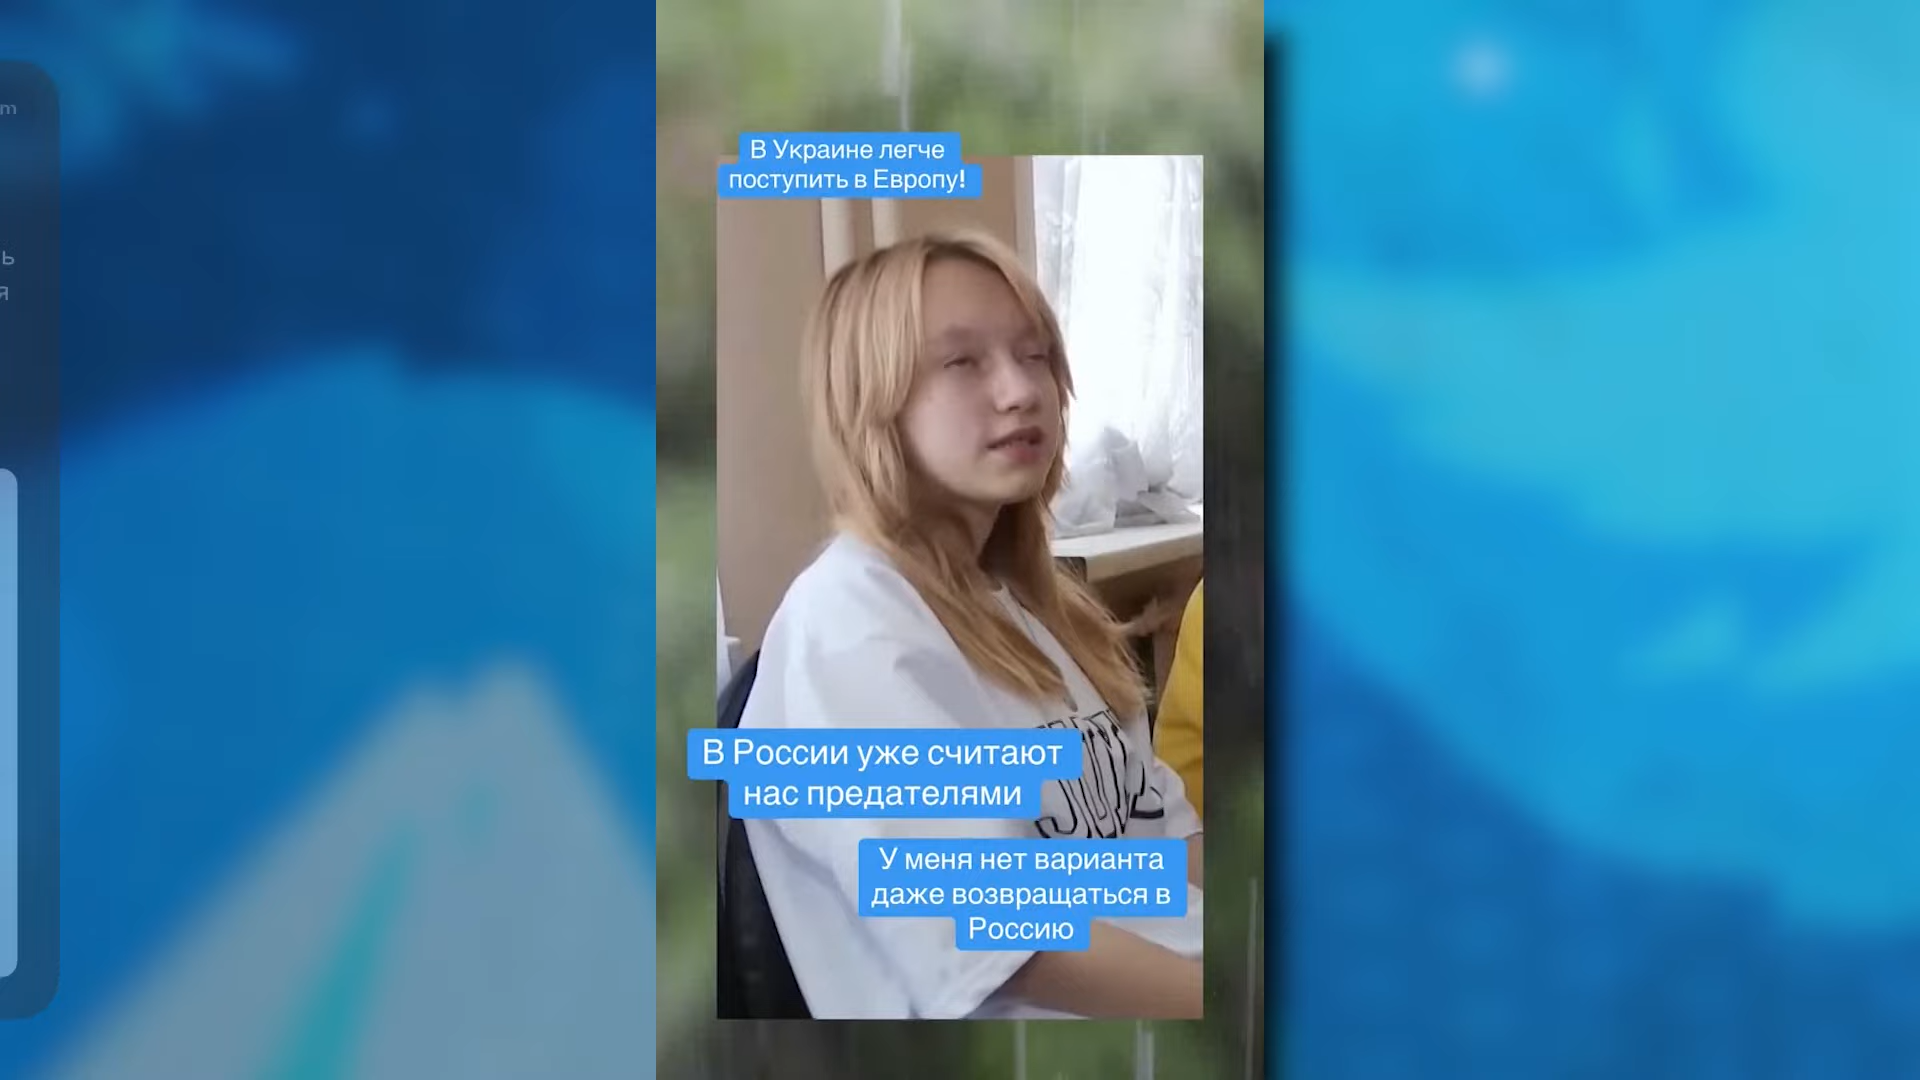 m
ь
я
В Украине легче
поступить в Европу!
В России уже считают
нас предателями
У меня нет варианта
даже возвращаться в
Россию